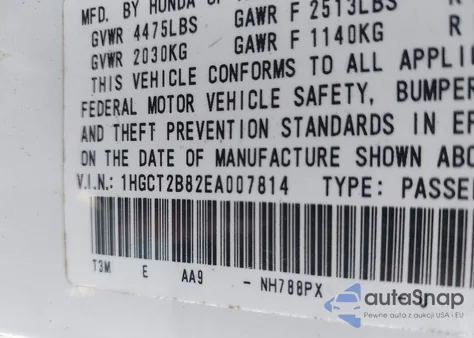 MFD. BY HONDA OF
GVWR 4475LBS GAWR F 2513LBS R
GVWR 2030KG GAWR F 1140KG R
THIS VEHICLE CONFORMS TO ALL APPLI
FEDERAL MOTOR VEHICLE SAFETY, BUMPER
AND THEFT PREVENTION STANDARDS IN EF
ON THE DATE OF MANUFACTURE SHOWN ABO
V.I.N.: 1HGCT2B82EA007814 TYPE: PASSE
T3M E AA9 - NH788PX J
autoSnap
Pewne auta z aukcji USA i EU